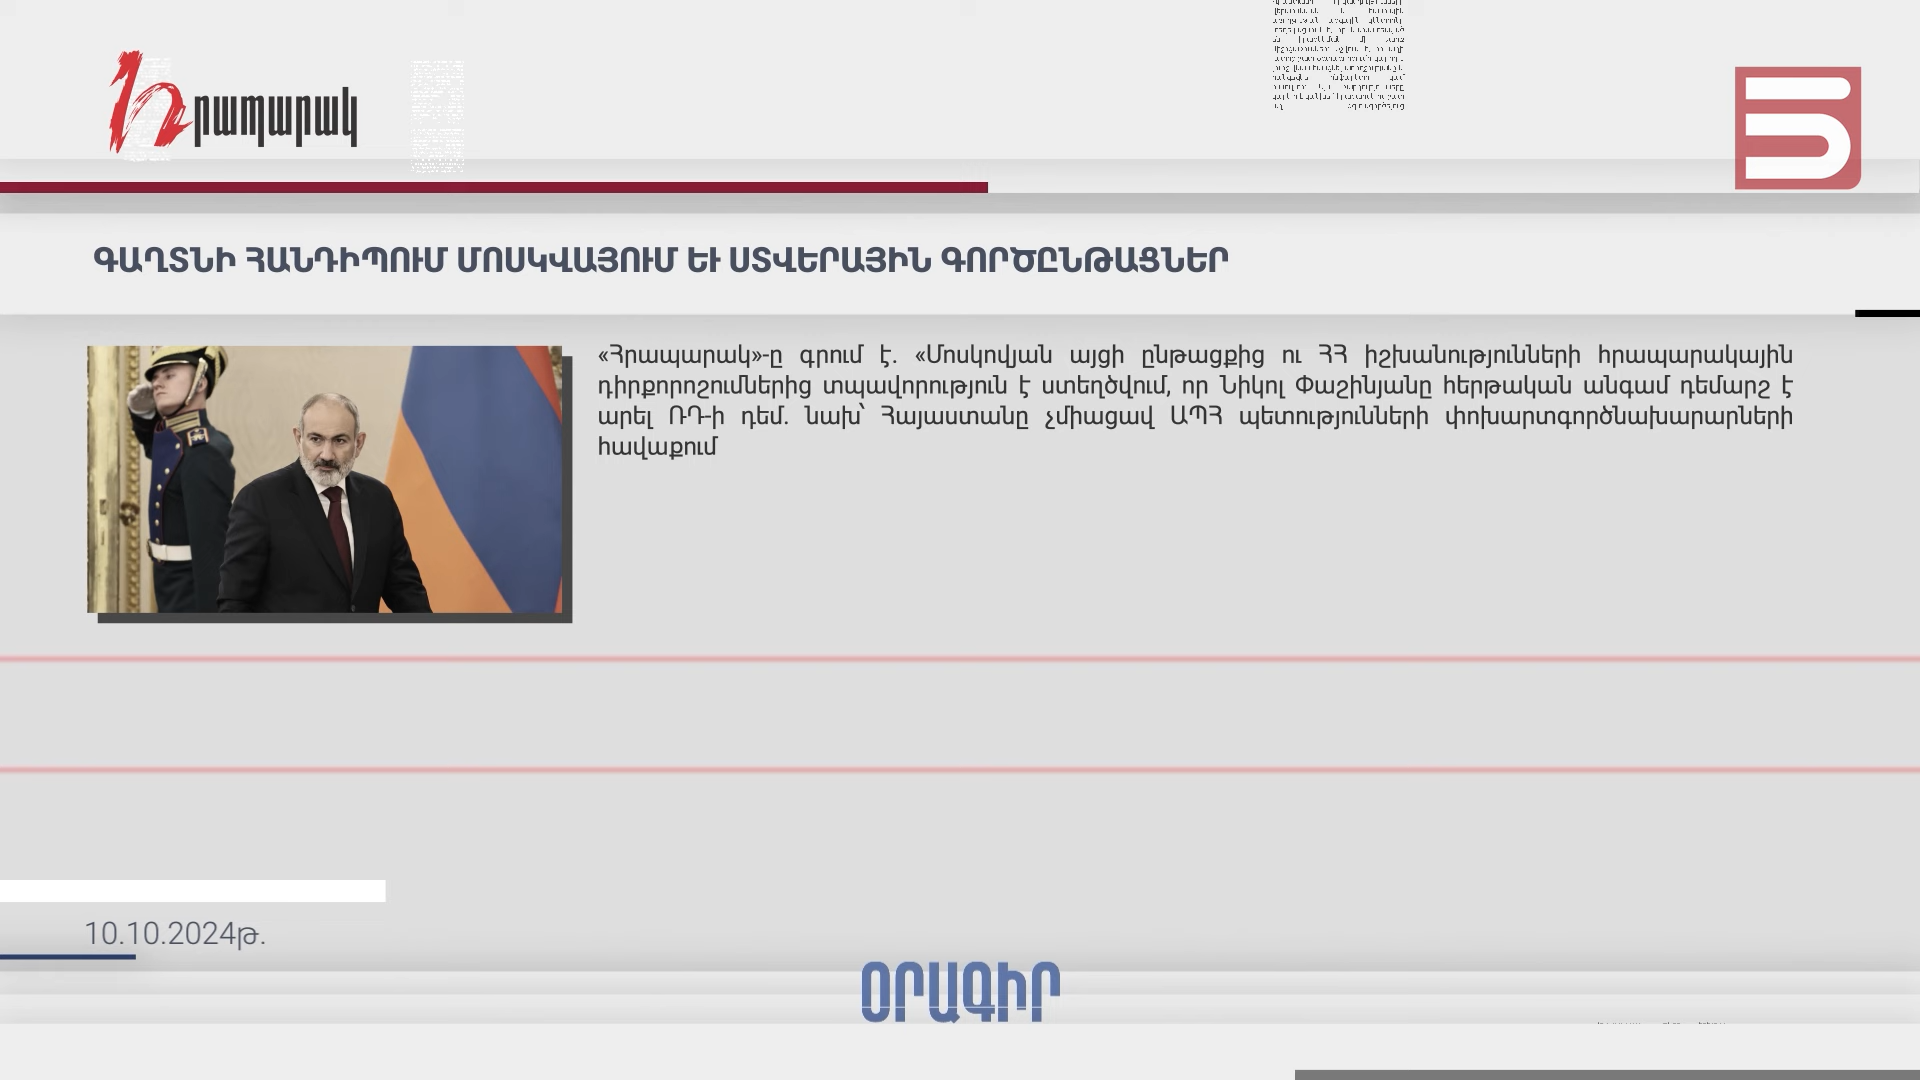 Հրապարակ
ԳԱՂՏՆԻ ՀԱՆԴԻՊՈՒՄ ՄՈՍԿՎԱՅՈՒՄ ԵՒ ՍՏՎԵՐԱՅԻՆ ԳՈՐԾԸՆԹԱՑՆԵՐ
«Հրապարակ»-ը գրում է. «Մոսկովյան այցի ընթացքից ու ՀՀ իշխանությունների հրապարակային
դիրքորոշումներից տպավորություն է ստեղծվում, որ Նիկոլ Փաշինյանը հերթական անգամ դեմարշ է
արել ՌԴ-ի դեմ. նախ՝ Հայաստանը չմիացավ ԱՊՀ պետությունների փոխարտգործնախարարների
հավաքում
10.10.2024թ.
ՕՐԱԳԻՐ